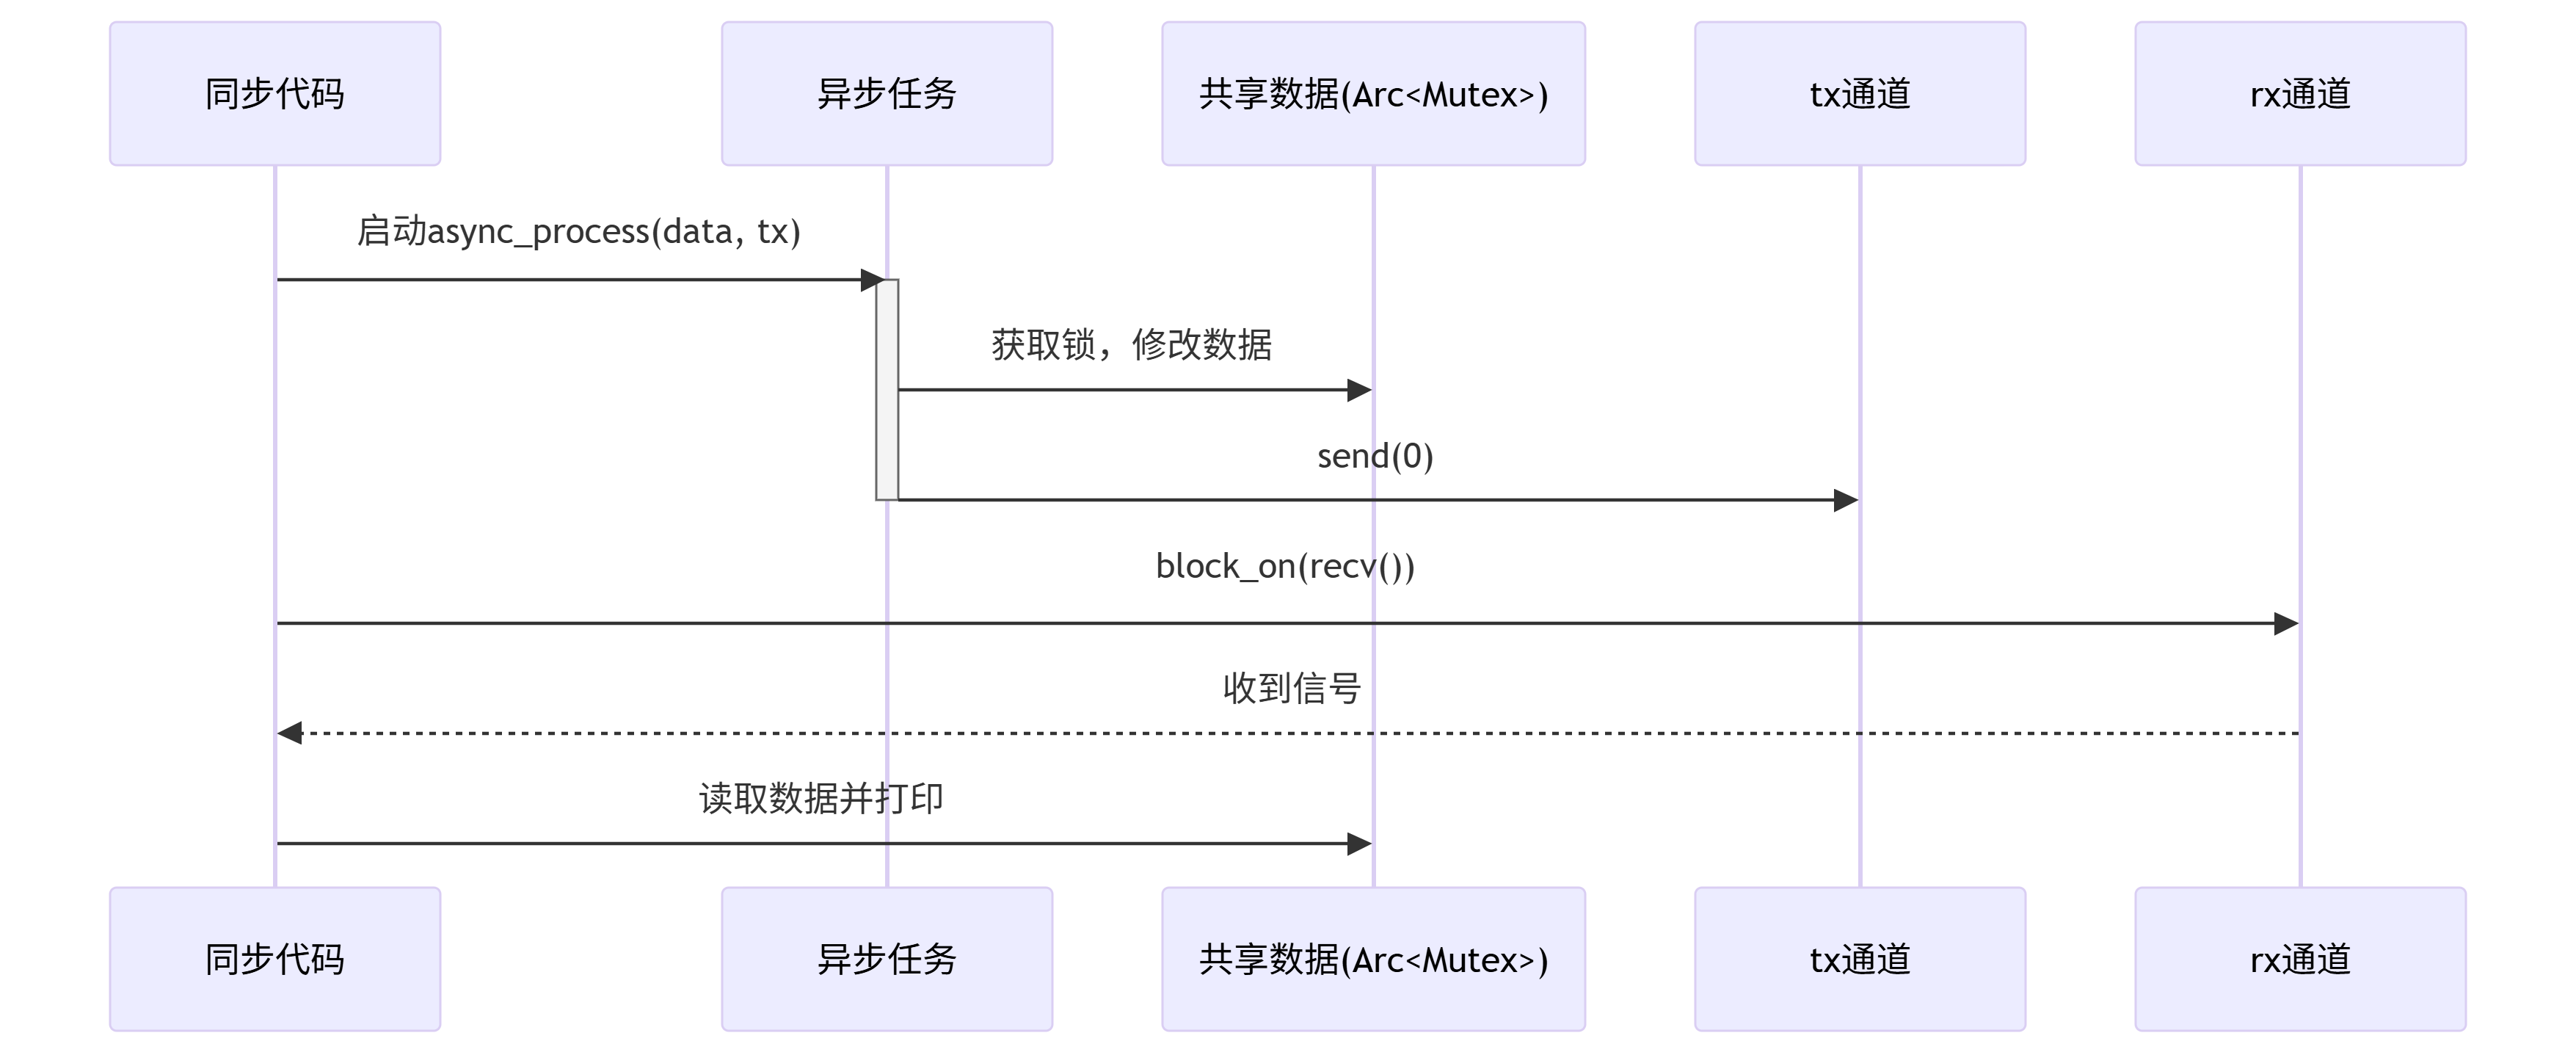 同步代码
异步任务
共享数据(Arc<Mutex>)
tx通道
rx通道
启动async_process(data, tx)
获取锁，修改数据
send(0)
block_on(recv())
收到信号
读取数据并打印
同步代码
异步任务
共享数据(Arc<Mutex>)
tx通道
rx通道